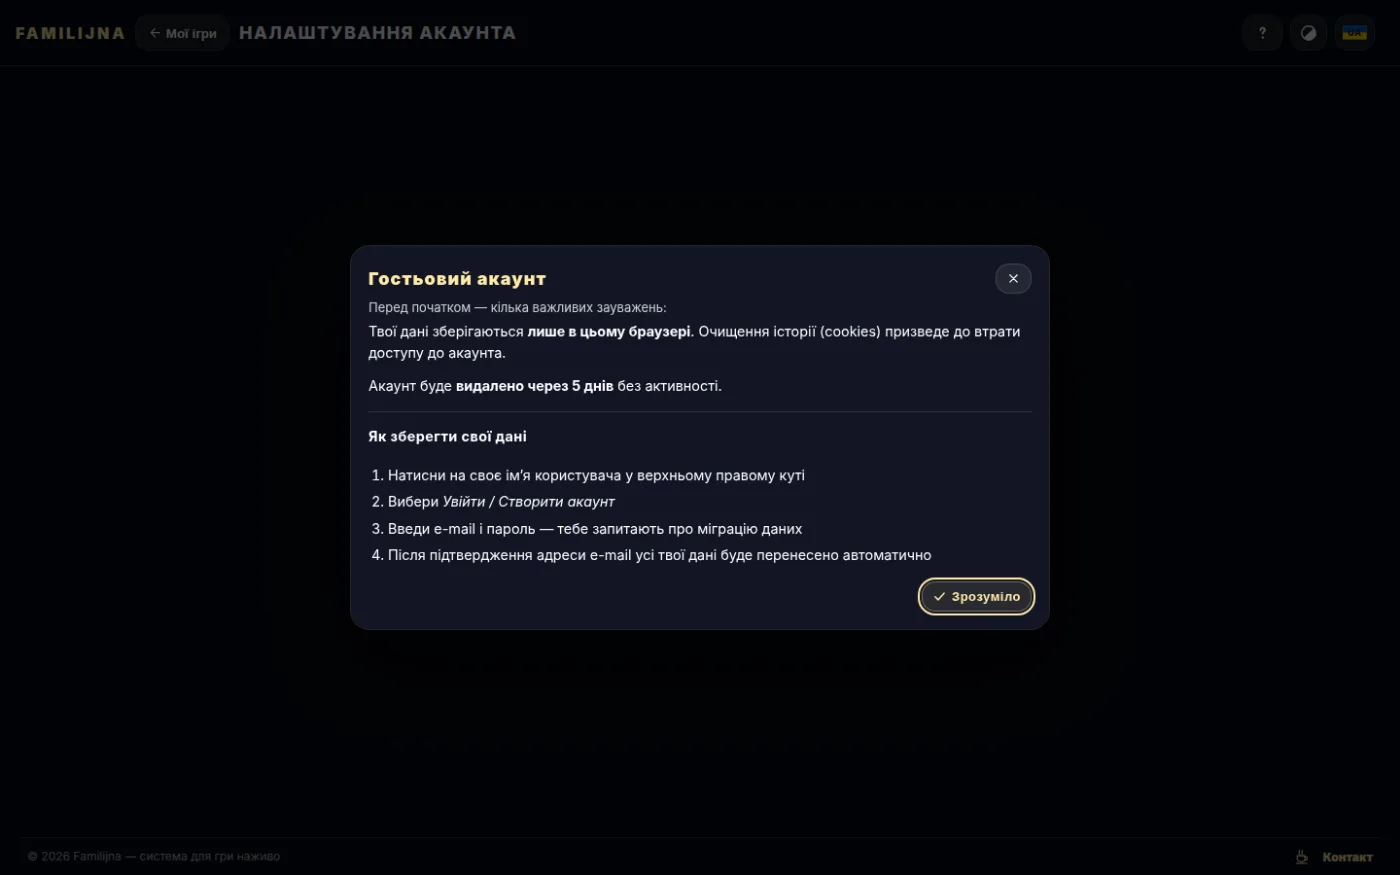 FAMILIJNA
← Мої ігри
НАЛАШТУВАННЯ АКАУНТА
?
UA
Гостьовий акаунт
Перед початком — кілька важливих зауважень:
Твої дані зберігаються лише в цьому браузері. Очищення історії (cookies) призведе до втрати
доступу до акаунта.
Акаунт буде видалено через 5 днів без активності.
Як зберегти свої дані
1. Натисни на своє ім’я користувача у верхньому правому куті
2. Вибери Увійти / Створити акаунт
3. Введи e-mail і пароль — тебе запитають про міграцію даних
4. Після підтвердження адреси e-mail усі твої дані буде перенесено автоматично
Зрозуміло
© 2026 Familijna — система для гри наживо
Контакт